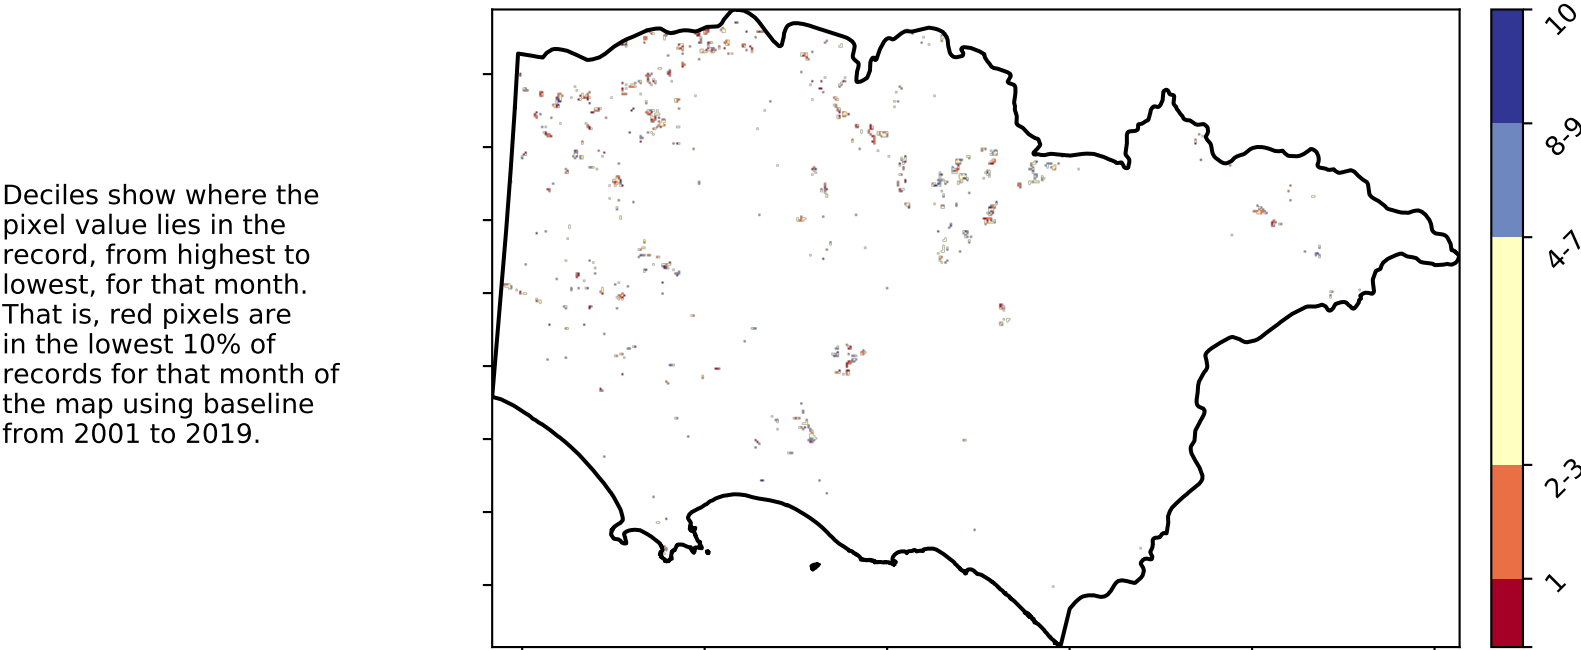 Deciles show where the
pixel value lies in the
record, from highest to
lowest, for that month.
That is, red pixels are
in the lowest 10% of
records for that month of
the map using baseline
from 2001 to 2019.
10
8-9
4-7
2-3
1